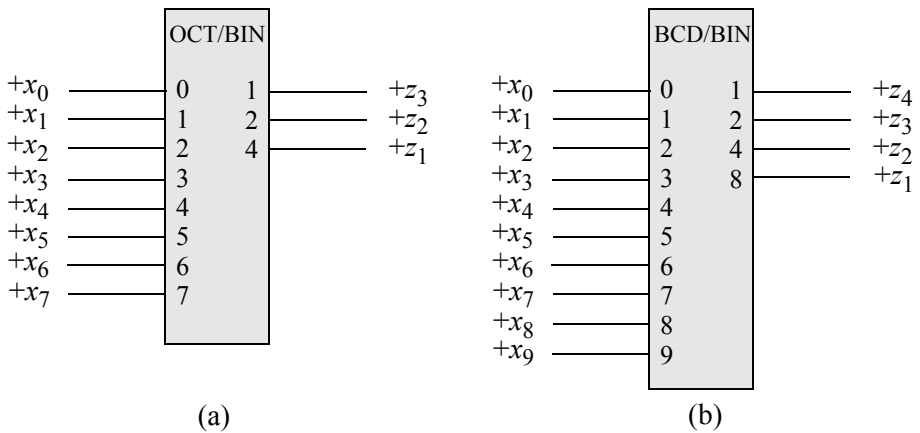 OCT/BIN
+x0 0 1 +z3
+x1 1 2 +z2
+x2 2 4 +z1
+x3 3
+x4 4
+x5 5
+x6 6
+x7 7
(a)
BCD/BIN
+x0 0 1 +z4
+x1 1 2 +z3
+x2 2 4 +z2
+x3 3 8 +z1
+x4 4
+x5 5
+x6 6
+x7 7
+x8 8
+x9 9
(b)